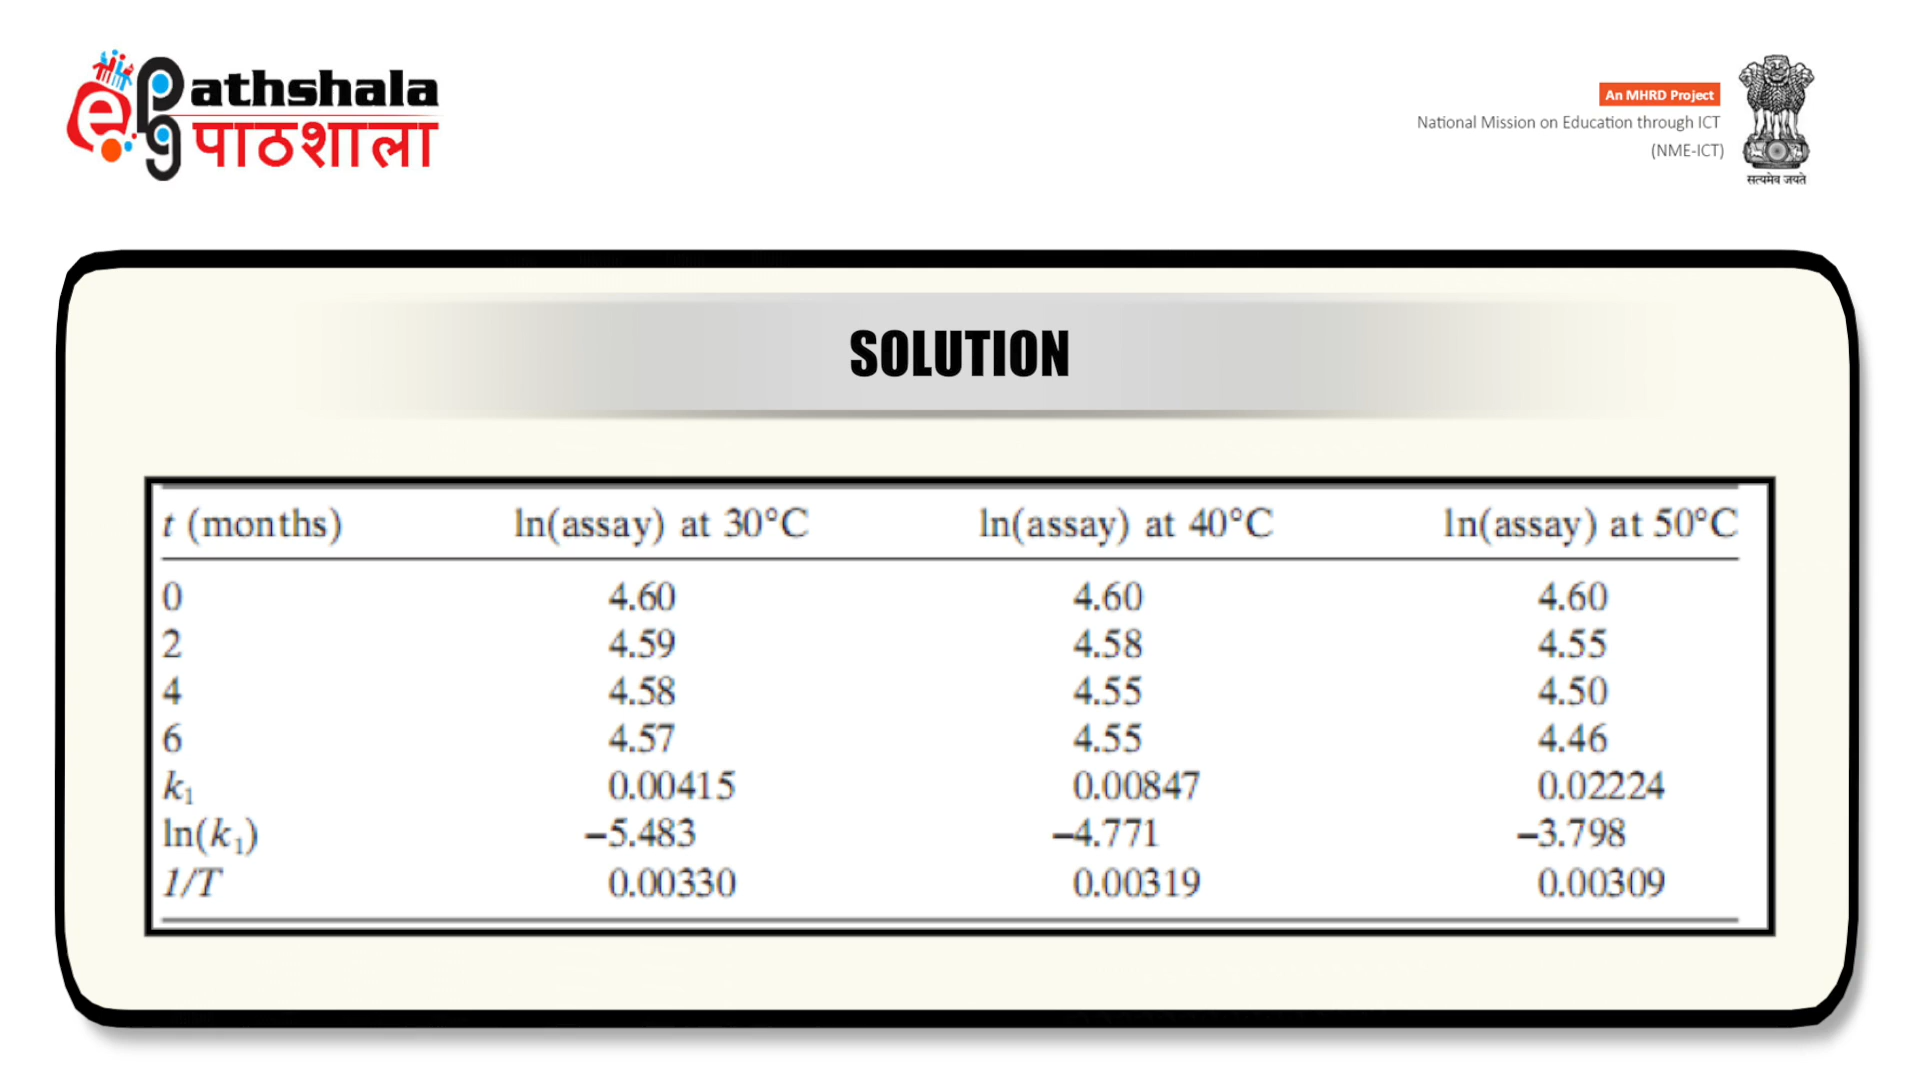 e pg athshala
पाठशाला
An MHRD Project
National Mission on Education through ICT
(NME-ICT)
सत्यमेव जयते
SOLUTION
t (months) ln(assay) at 30°C ln(assay) at 40°C ln(assay) at 50°C
0 4.60 4.60 4.60
2 4.59 4.58 4.55
4 4.58 4.55 4.50
6 4.57 4.55 4.46
k₁ 0.00415 0.00847 0.02224
ln(k₁) –5.483 –4.771 –3.798
1/T 0.00330 0.00319 0.00309